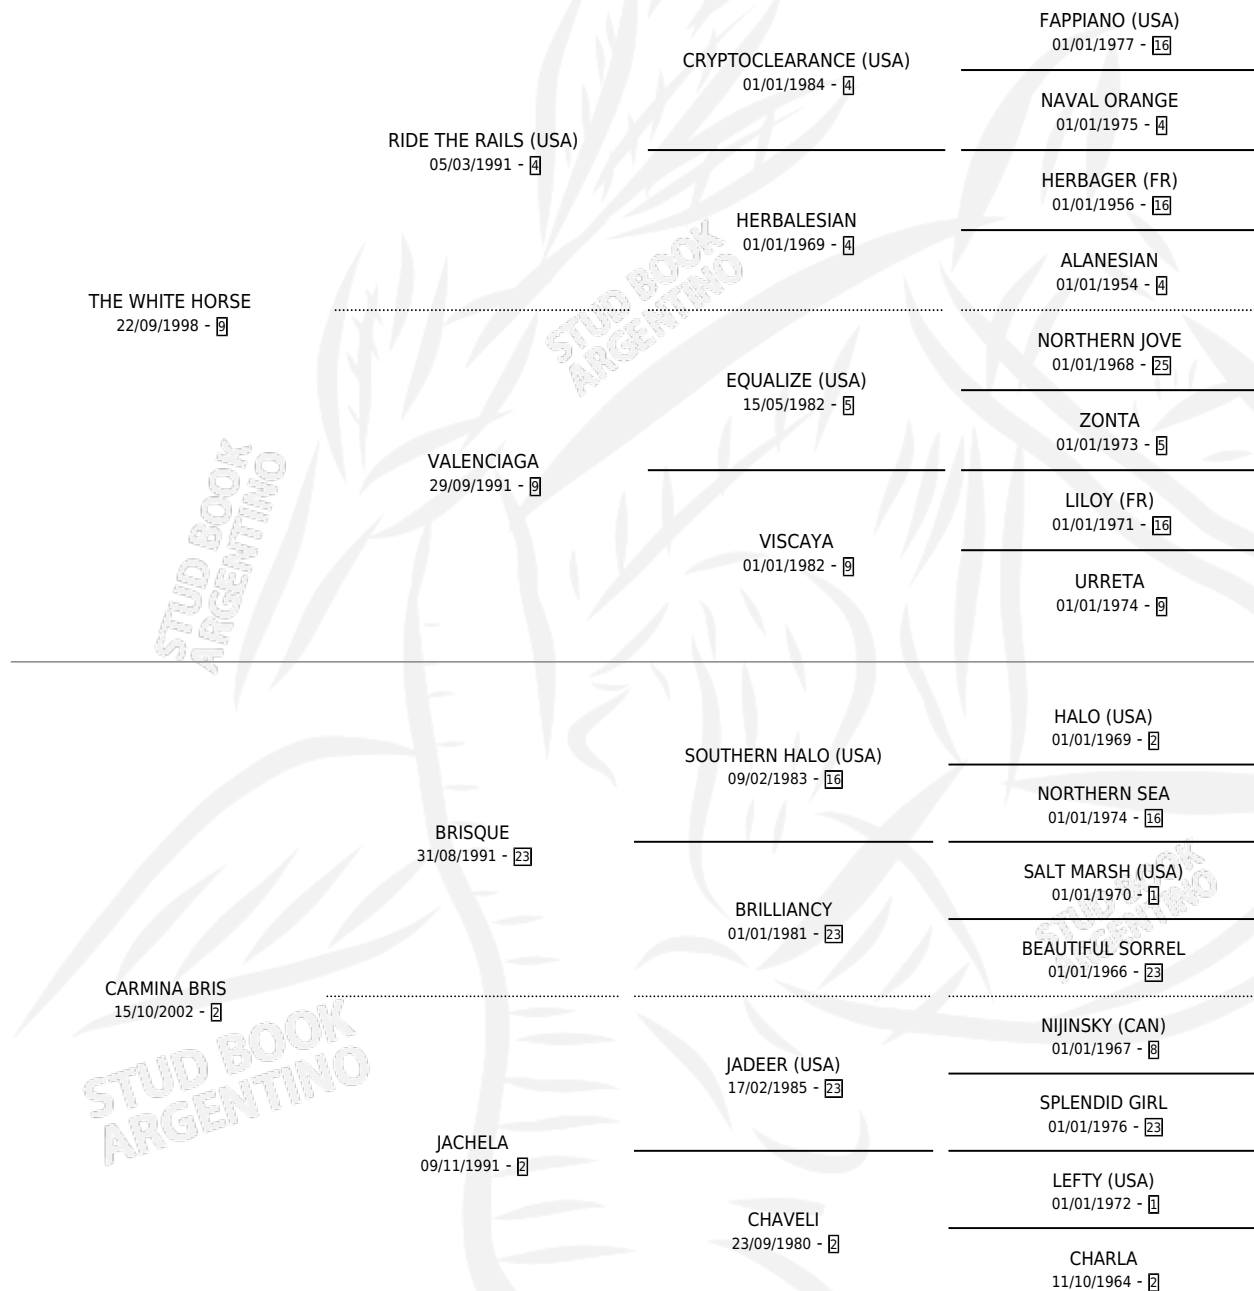 FAPPIANO (USA)
01/01/1977 - 16
CRYPTOCLEARANCE (USA)
01/01/1984 - 4
NAVAL ORANGE
01/01/1975 - 4
RIDE THE RAILS (USA)
05/03/1991 - 4
HERBAGER (FR)
01/01/1956 - 16
HERBALESIAN
01/01/1969 - 4
ALANESIAN
01/01/1954 - 4
THE WHITE HORSE
22/09/1998 - 9
NORTHERN JOVE
01/01/1968 - 25
EQUALIZE (USA)
15/05/1982 - 5
ZONTA
01/01/1973 - 5
VALENCIAGA
29/09/1991 - 9
LILOY (FR)
01/01/1971 - 16
VISCAYA
01/01/1982 - 9
URRETA
01/01/1974 - 9
HALO (USA)
01/01/1969 - 2
SOUTHERN HALO (USA)
09/02/1983 - 16
NORTHERN SEA
01/01/1974 - 16
BRISQUE
31/08/1991 - 23
SALT MARSH (USA)
01/01/1970 - 1
BRILLIANCY
01/01/1981 - 23
BEAUTIFUL SORREL
01/01/1966 - 23
CARMINA BRIS
15/10/2002 - 2
NIJINSKY (CAN)
01/01/1967 - 8
JADEER (USA)
17/02/1985 - 23
SPLENDID GIRL
01/01/1976 - 23
JACHELA
09/11/1991 - 2
LEFTY (USA)
01/01/1972 - 1
CHAVELI
23/09/1980 - 2
CHARLA
11/10/1964 - 2
STUD BOOK
ARGENTINO
STUD BOOK
ARGENTINO
STUD BOOK
ARGENTINO
STUD BOOK
ARGENTINO